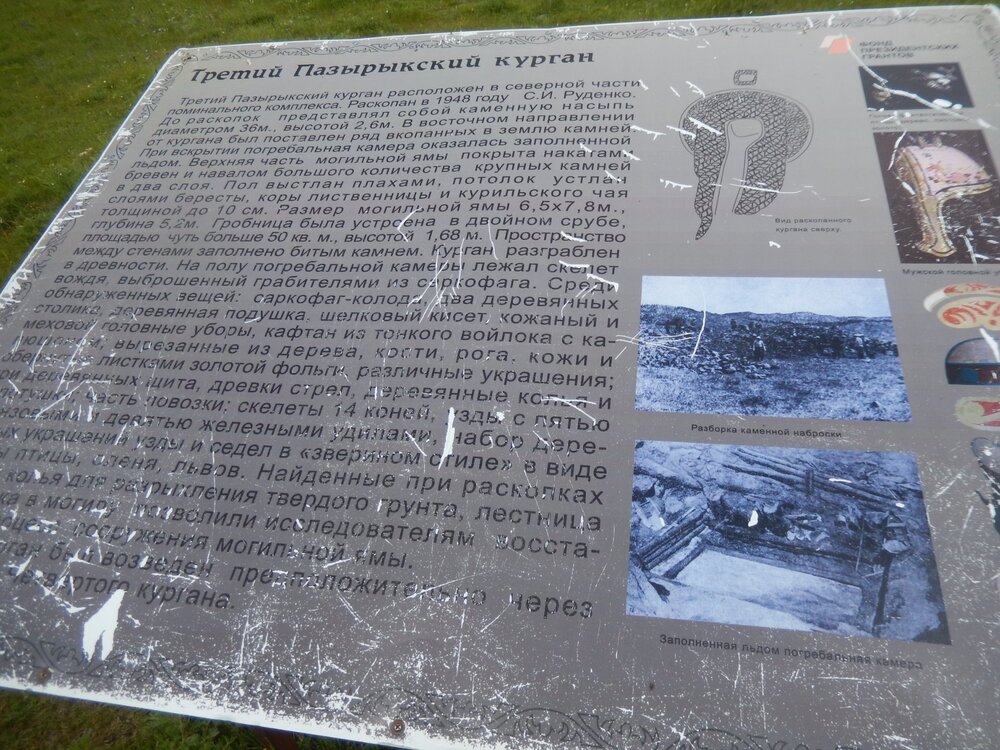 Третий Пазырыкский курган
Третий Пазырыкский курган расположен в северной части
поминального комплекса. Раскопан в 1948 году С.И. Руденко.
До раскопок представлял собой каменную насыпь
диаметром 36м., высотой 2,6м. В восточном направлении
от кургана был поставлен ряд вкопанных в землю камней.
При вскрытии погребальная камера оказалась заполненной
льдом. Верхняя часть могильной ямы покрыта накатами
бревен и навалом большого количества крупных камней
в два слоя. Пол выстлан плахами, потолок устлан
слоями бересты, коры лиственницы и курильского чая
толщиной до 10 см. Размер могильной ямы 6,5х7,8м.,
глубина 5,2м. Гробница была устроена в двойном срубе,
площадью чуть больше 50 кв. м., высотой 1,68 м. Пространство
между стенами заполнено битым камнем. Курган разграблен
в древности. На полу погребальной камеры лежал скелет
вождя, выброшенный грабителями из саркофага. Среди
обнаруженных вещей: саркофаг-колода, два деревянных
столика, деревянная подушка, шелковый кисет, кожаный и
меховой головные уборы, кафтан из тонкого войлока с ка-
вырезанные из дерева, кости, рога, кожи и
листками золотой фольги, различные украшения;
три деревянных щита, древки стрел, деревянные колья и
часть повозки; скелеты 14 коней, узды с пятью
десятью железными удилами, набор дере-
украшений узды и седел в «зверином стиле» в виде
птицы, оленя, львов. Найденные при раскопках
колья для разрыхления твердого грунта, лестница
в могилу позволили исследователям восста-
сооружения могильной ямы.
был возведен предположительно через
четвертого кургана.
ФОНД
ПРЕЗИДЕНТСКИХ
ГРАНТОВ
Вид раскопанного
кургана сверху.
Мужской головной
Разборка каменной наброски
Заполненная льдом погребальная камера